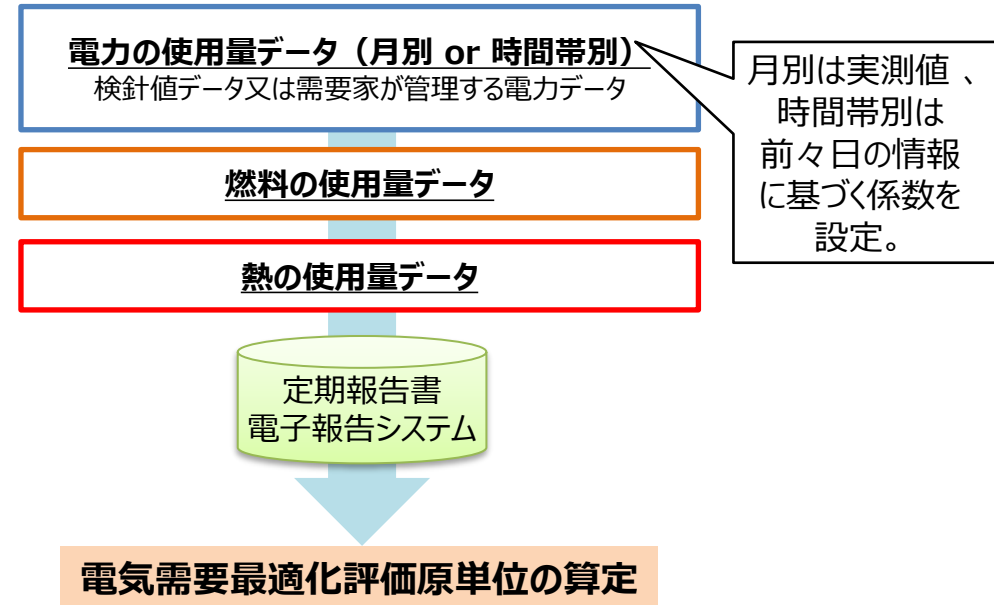 電力の使用量データ（月別 or 時間帯別）
検針値データ又は需要家が管理する電力データ
月別は実測値 、
時間帯別は
前々日の情報
に基づく係数を
設定。
燃料の使用量データ
熱の使用量データ
定期報告書
電子報告システム
電気需要最適化評価原単位の算定